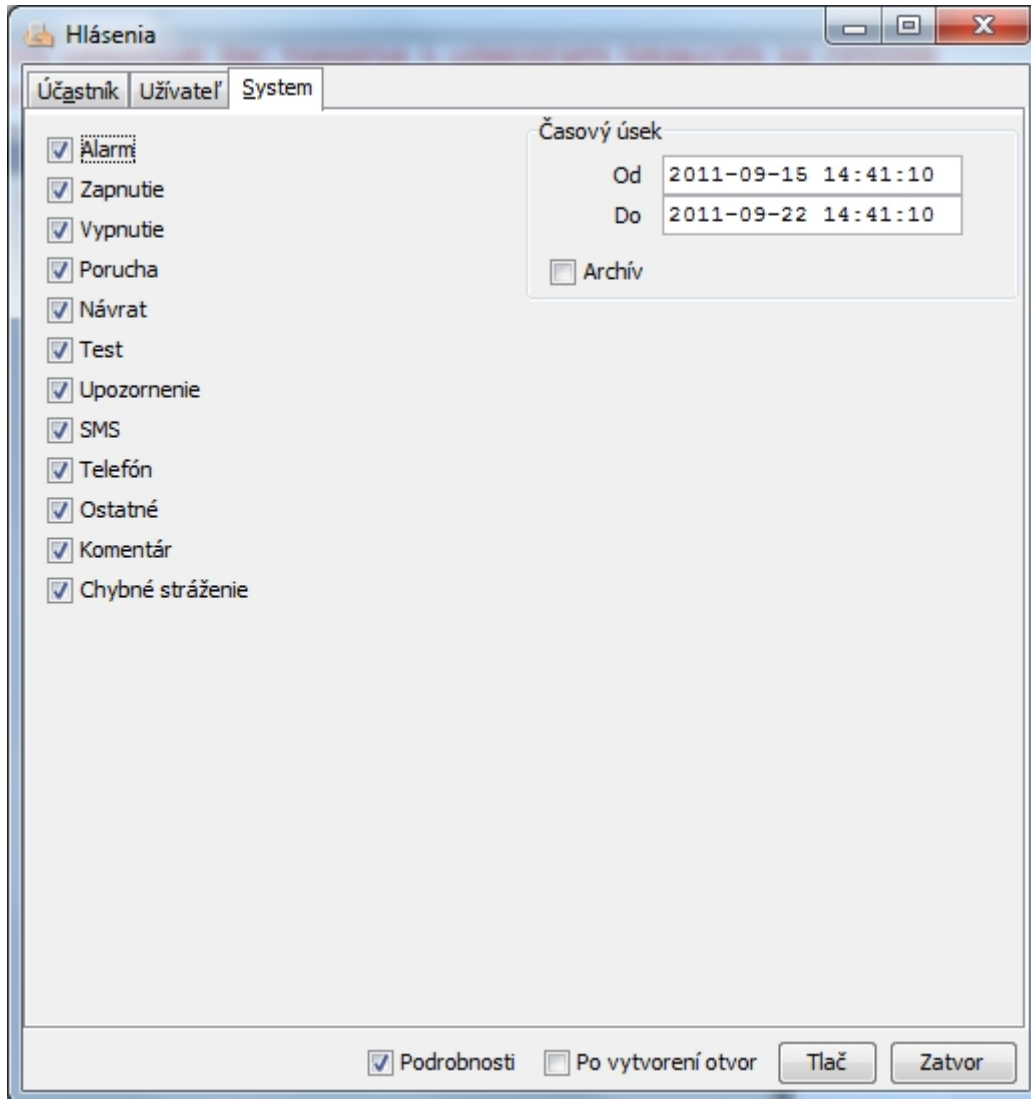 Hlásenia
Účastník Užívateľ System
Alarm
Zapnutie
Vypnutie
Porucha
Návrat
Test
Upozornenie
SMS
Telefón
Ostatné
Komentár
Chybné stráženie
Časový úsek
Od 2011-09-15 14:41:10
Do 2011-09-22 14:41:10
Archív
Podrobnosti Po vytvorení otvor Tlač Zatvor